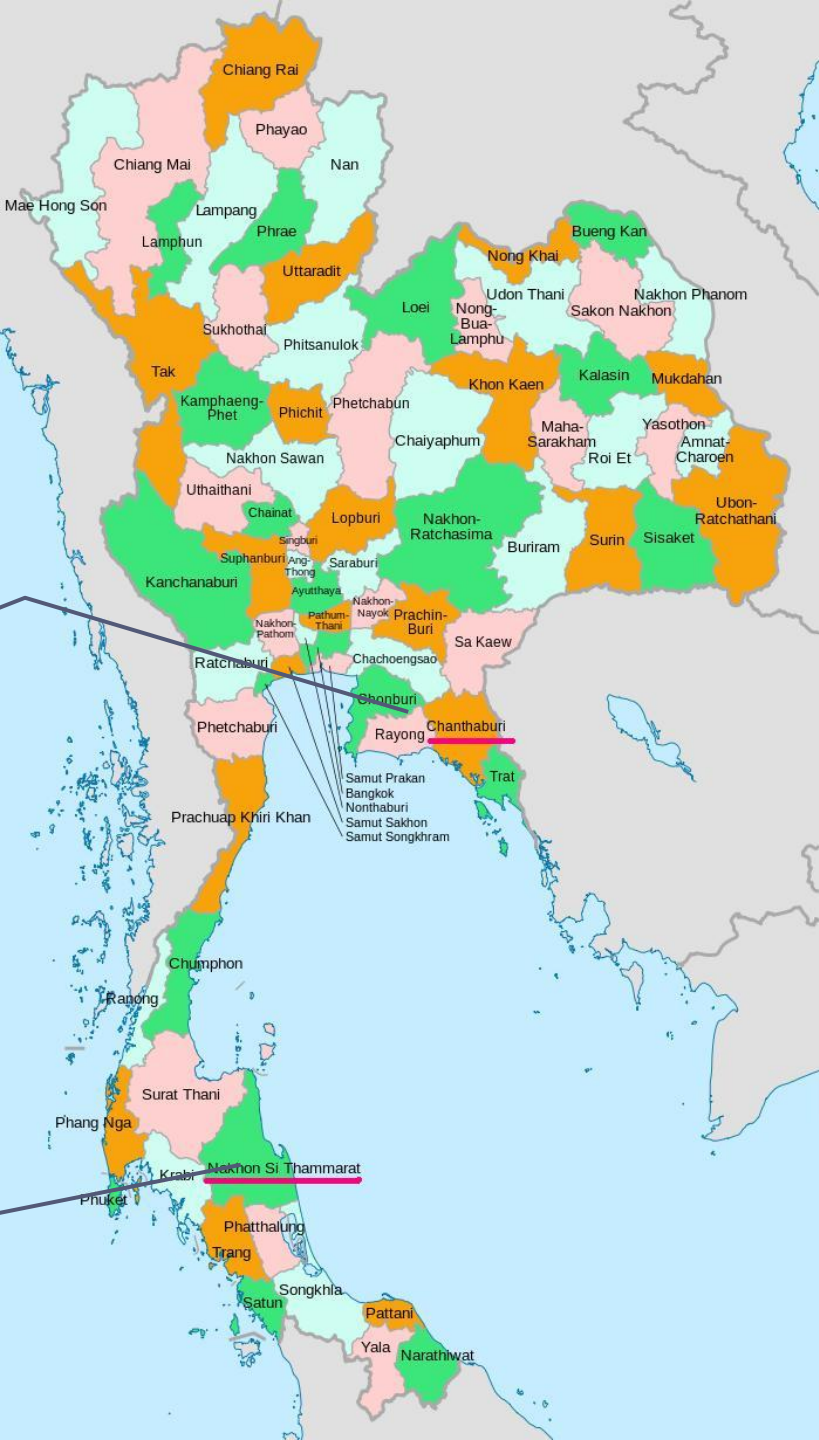 Chiang Rai
Phayao
Chiang Mai
Nan
Mae Hong Son
Lampang
Phrae
Lamphun
Bueng Kan
Nong Khai
Uttaradit
Udon Thani
Nakhon Phanom
Loei
Nong-
Bua-
Lamphu
Sakon Nakhon
Sukhothai
Phitsanulok
Tak
Kalasin
Mukdahan
Khon Kaen
Kamphaeng-
Phet
Phichit
Phetchabun
Chaiyaphum
Maha-
Sarakham
Yasothon
Amnat-
Charoen
Roi Et
Nakhon Sawan
Uthaithani
Ubon-
Ratchathani
Chainat
Lopburi
Nakhon-
Ratchasima
Singburi
Buriram
Surin
Sisaket
Suphanburi
Ang-
Thong
Saraburi
Kanchanaburi
Ayutthaya
Nakhon-
Nayok
Prachin-
Buri
Pathum-
Thani
Nakhon-
Pathom
Sa Kaew
Ratchaburi
Chachoengsao
Chonburi
Phetchaburi
Rayong
Chanthaburi
Trat
Samut Prakan
Bangkok
Nonthaburi
Samut Sakhon
Samut Songkhram
Prachuap Khiri Khan
Chumphon
Ranong
Surat Thani
Phang Nga
Nakhon Si Thammarat
Krabi
Phuket
Phatthalung
Trang
Songkhla
Satun
Pattani
Yala
Narathiwat